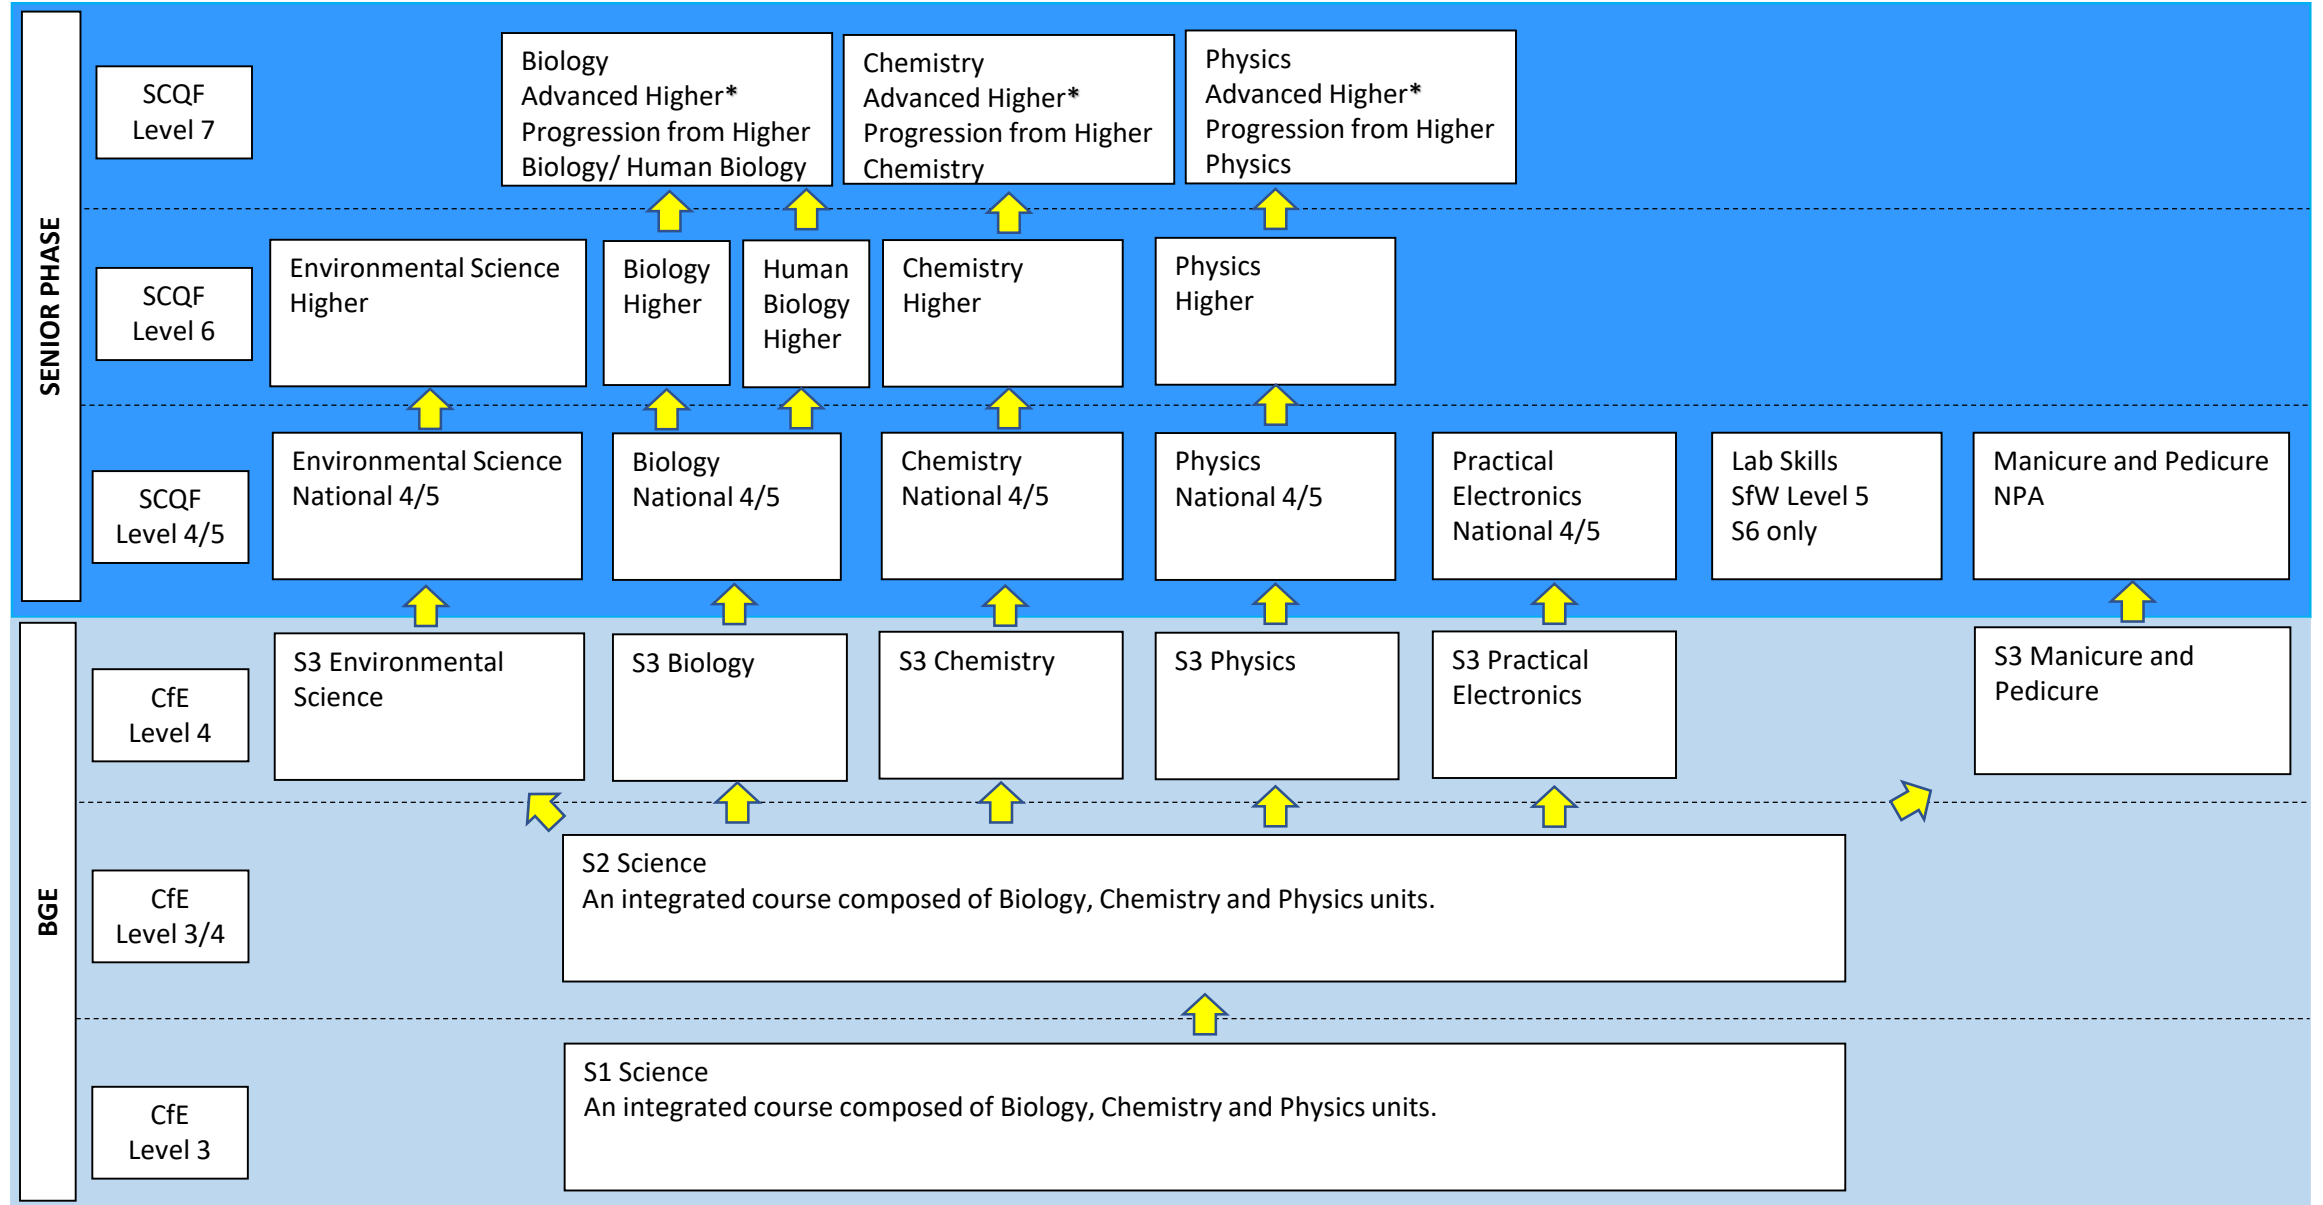 SENIOR PHASE
SCQF
Level 7
Biology
Advanced Higher*
Progression from Higher
Biology/ Human Biology
Chemistry
Advanced Higher*
Progression from Higher
Chemistry
Physics
Advanced Higher*
Progression from Higher
Physics
SCQF
Level 6
Environmental Science
Higher
Biology
Higher
Human
Biology
Higher
Chemistry
Higher
Physics
Higher
SCQF
Level 4/5
Environmental Science
National 4/5
Biology
National 4/5
Chemistry
National 4/5
Physics
National 4/5
Practical
Electronics
National 4/5
Lab Skills
SfW Level 5
S6 only
Manicure and Pedicure
NPA
BGE
CfE
Level 4
S3 Environmental
Science
S3 Biology
S3 Chemistry
S3 Physics
S3 Practical
Electronics
S3 Manicure and
Pedicure
CfE
Level 3/4
S2 Science
An integrated course composed of Biology, Chemistry and Physics units.
CfE
Level 3
S1 Science
An integrated course composed of Biology, Chemistry and Physics units.